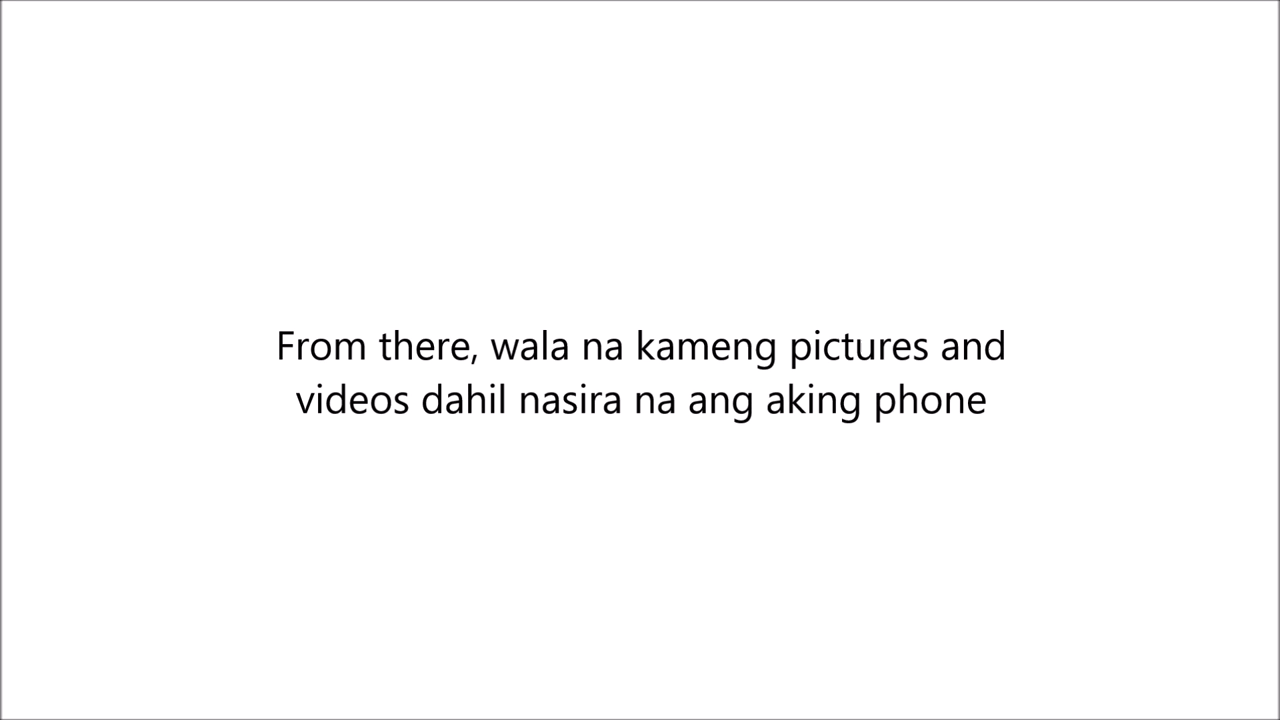 From there, wala na kameng pictures and
videos dahil nasira na ang aking phone